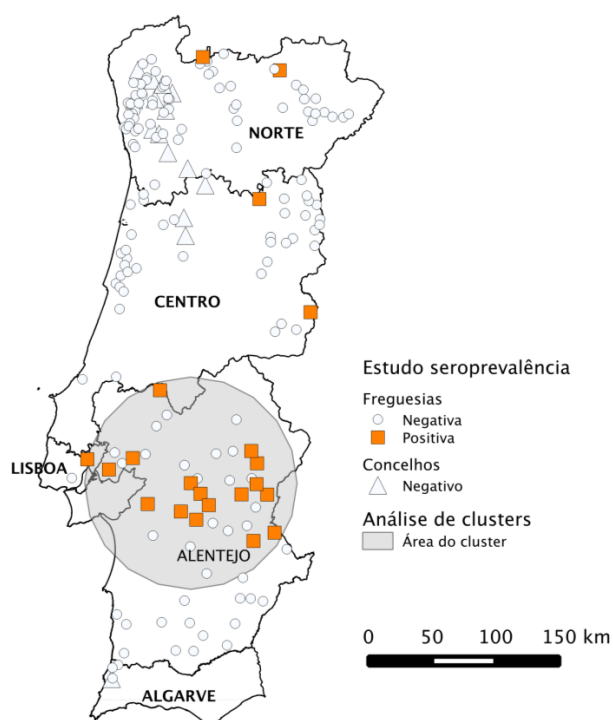 NORTE
CENTRO
LISBOA
ALENTEJO
ALGARVE
Estudo seroprevalência
Freguesias
Negativa
Positiva
Concelhos
Negativo
Análise de clusters
Área do cluster
0 50 100 150 km